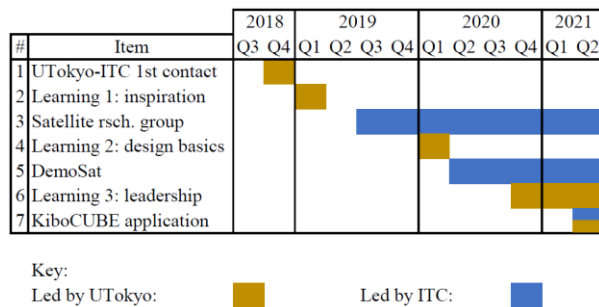 2018 2019 2020 2021
# Item Q3 Q4 Q1 Q2 Q3 Q4 Q1 Q2 Q3 Q4 Q1 Q2
1 UTokyo-ITC 1st contact
2 Learning 1: inspiration
3 Satellite rsch. group
4 Learning 2: design basics
5 DemoSat
6 Learning 3: leadership
7 KiboCUBE application
Key:
Led by UTokyo: Led by ITC: